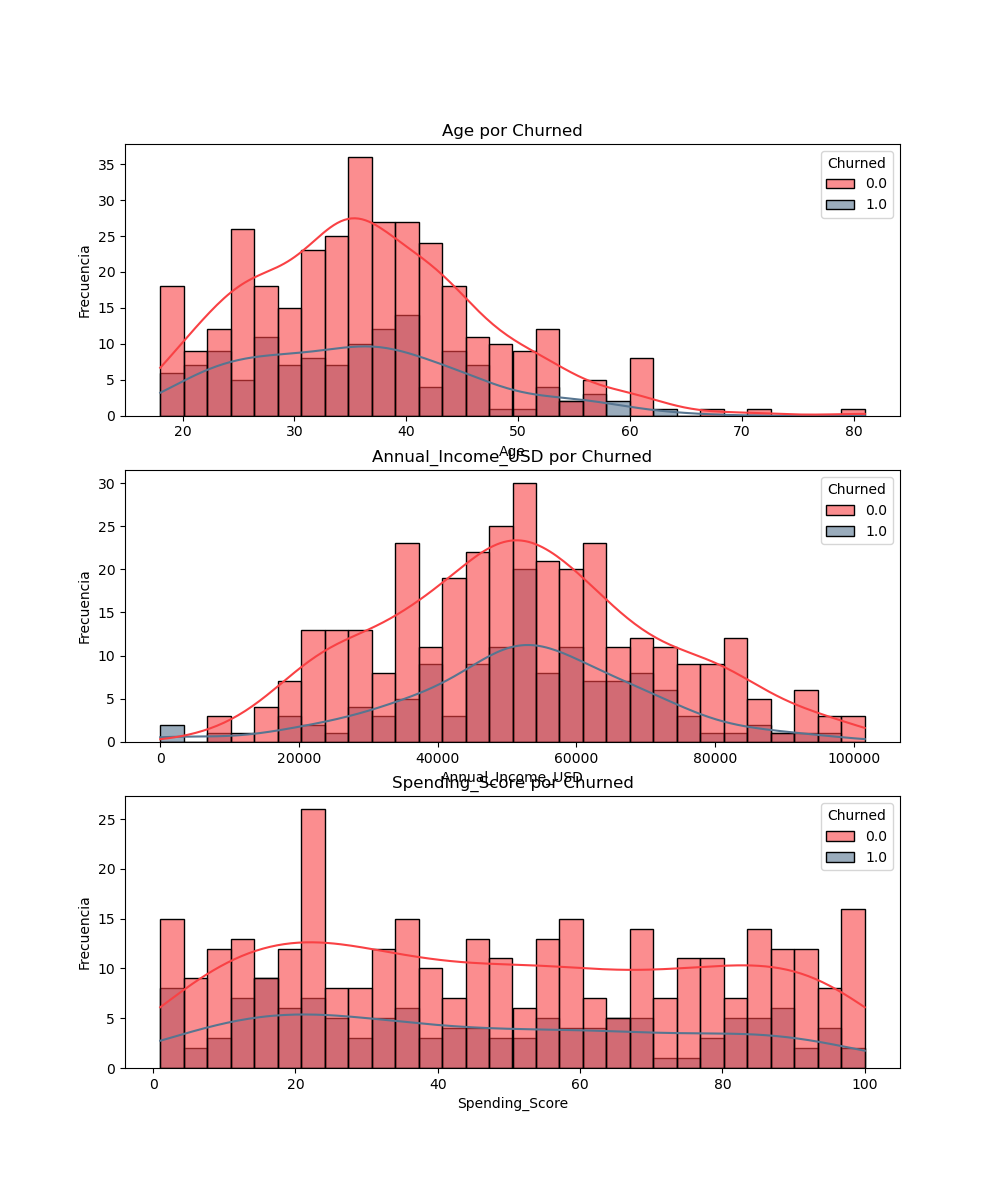 Age por Churned
Churned
0.0
1.0
35
30
25
20
15
10
5
0
Frecuencia
20 30 40 50 60 70 80
Age
Annual_Income_USD por Churned
Churned
0.0
1.0
30
25
20
15
10
5
0
Frecuencia
0 20000 40000 60000 80000 100000
Annual_Income_USD
Spending_Score por Churned
Churned
0.0
1.0
25
20
15
10
5
0
Frecuencia
0 20 40 60 80 100
Spending_Score